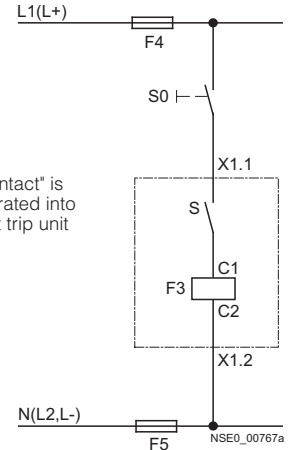 L1(L+)
F4
S0
X1.1
ntact" is
rated into
t trip unit
S
C1
F3
C2
X1.2
N(L2,L-)
F5
NSE0_00767a